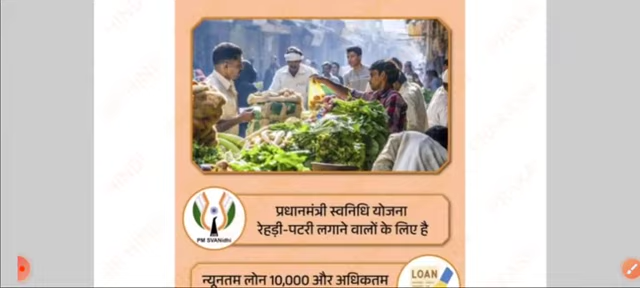 प्रधानमंत्री स्वनिधि योजना
रेहड़ी-पटरी लगाने वालों के लिए है
PM SVANidhi
न्यूनतम लोन 10,000 और अधिकतम
LOAN